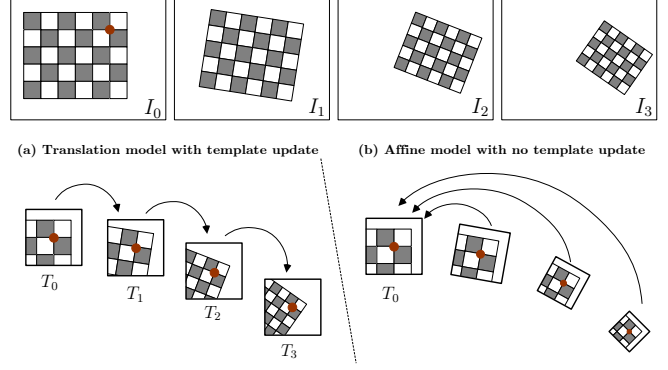 I0
I1
I2
I3
(a) Translation model with template update
(b) Affine model with no template update
T0
T1
T2
T3
T0